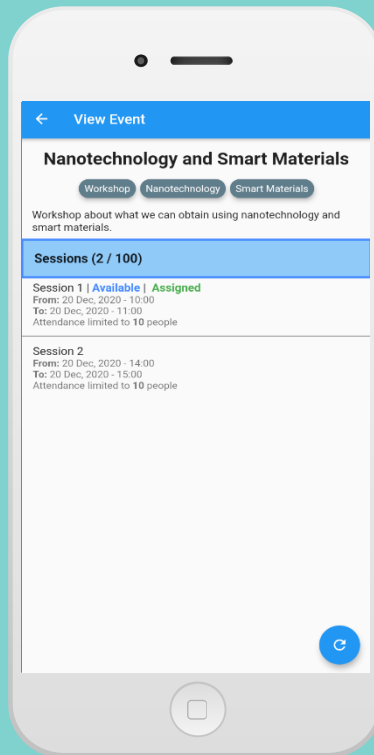 View Event
Nanotechnology and Smart Materials
Workshop Nanotechnology Smart Materials
Workshop about what we can obtain using nanotechnology and
smart materials.
Sessions (2 / 100)
Session 1 | Available | Assigned
From: 20 Dec, 2020 - 10:00
To: 20 Dec, 2020 - 11:00
Attendance limited to 10 people
Session 2
From: 20 Dec, 2020 - 14:00
To: 20 Dec, 2020 - 15:00
Attendance limited to 10 people